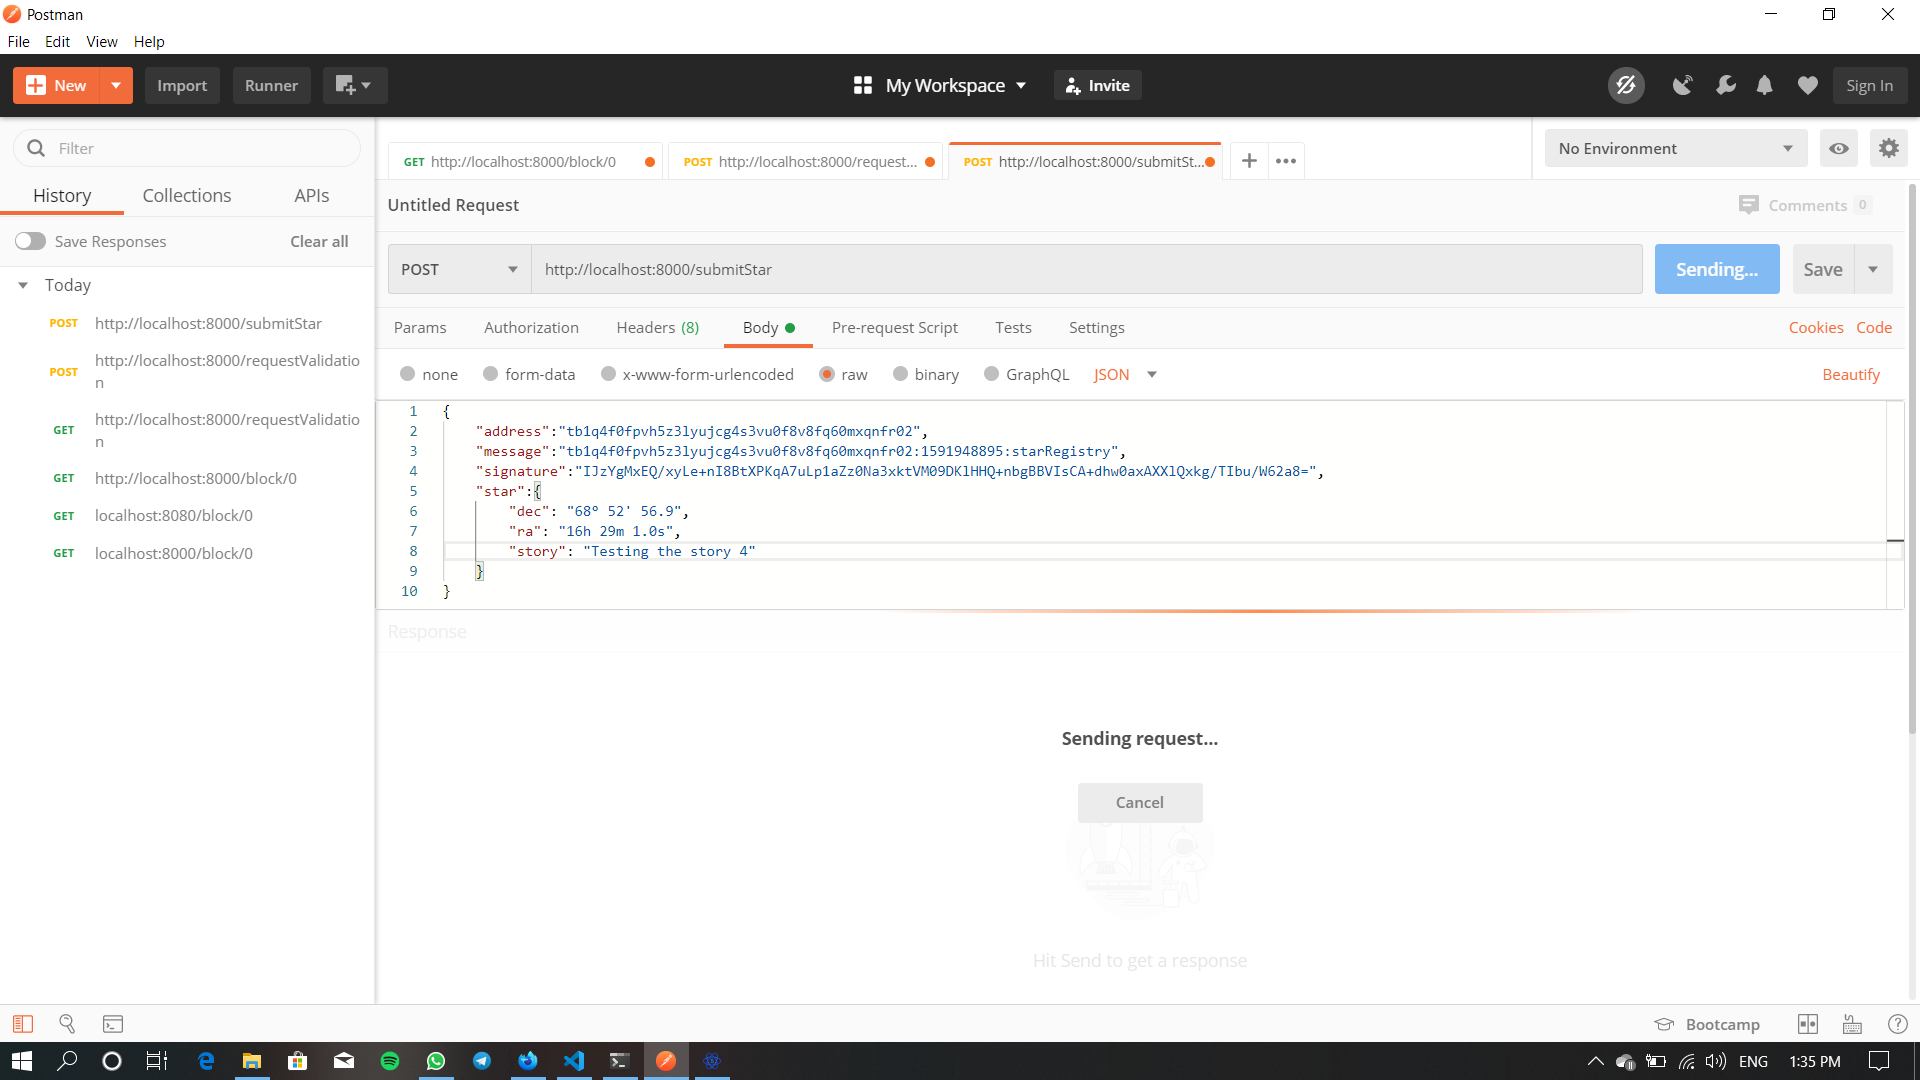 Postman
File Edit View Help
New Import Runner My Workspace Invite Sign In
Filter
History Collections APIs
Save Responses Clear all
Today
POST http://localhost:8000/submitStar
POST http://localhost:8000/requestValidatio
n
GET http://localhost:8000/requestValidatio
n
GET http://localhost:8000/block/0
GET localhost:8080/block/0
GET localhost:8000/block/0
GET http://localhost:8000/block/0 POST http://localhost:8000/request... POST http://localhost:8000/submitSt...
No Environment
Untitled Request Comments 0
POST http://localhost:8000/submitStar Sending... Save
Params Authorization Headers (8) Body Pre-request Script Tests Settings Cookies Code
none form-data x-www-form-urlencoded raw binary GraphQL JSON Beautify
1 {
2 "address":"tb1q4f0fpvh5z3lyujcg4s3vu0f8v8fq60mxqnfr02",
3 "message":"tb1q4f0fpvh5z3lyujcg4s3vu0f8v8fq60mxqnfr02:1591948895:starRegistry",
4 "signature":"IJzYgMxEQ/xyLe+nI8BtXPKqA7uLp1aZz0Na3xktVM09DKlHHQ+nbgBBVIsCA+dhw0axAXXlQxkg/TIbu/W62a8=",
5 "star":{
6 "dec": "68° 52' 56.9",
7 "ra": "16h 29m 1.0s",
8 "story": "Testing the story 4"
9 }
10 }
Response
Sending request...
Cancel
Hit Send to get a response
Bootcamp
ENG 1:35 PM